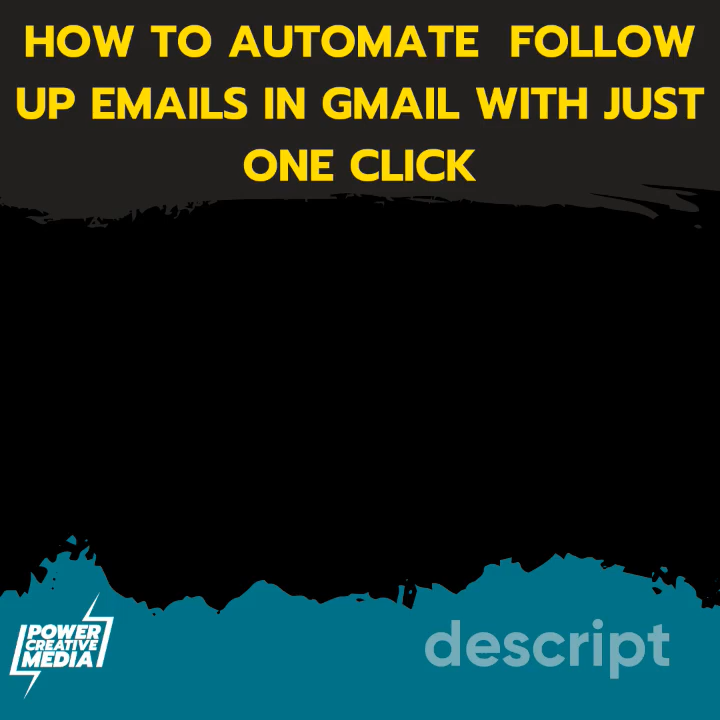 HOW TO AUTOMATE FOLLOW
UP EMAILS IN GMAIL WITH JUST
ONE CLICK
POWER
CREATIVE
MEDIA
descript